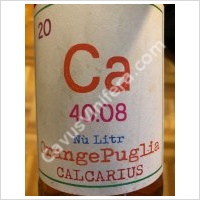 20
Ca
40.08
Nù Litr
OrangePuglia
CALCARIUS